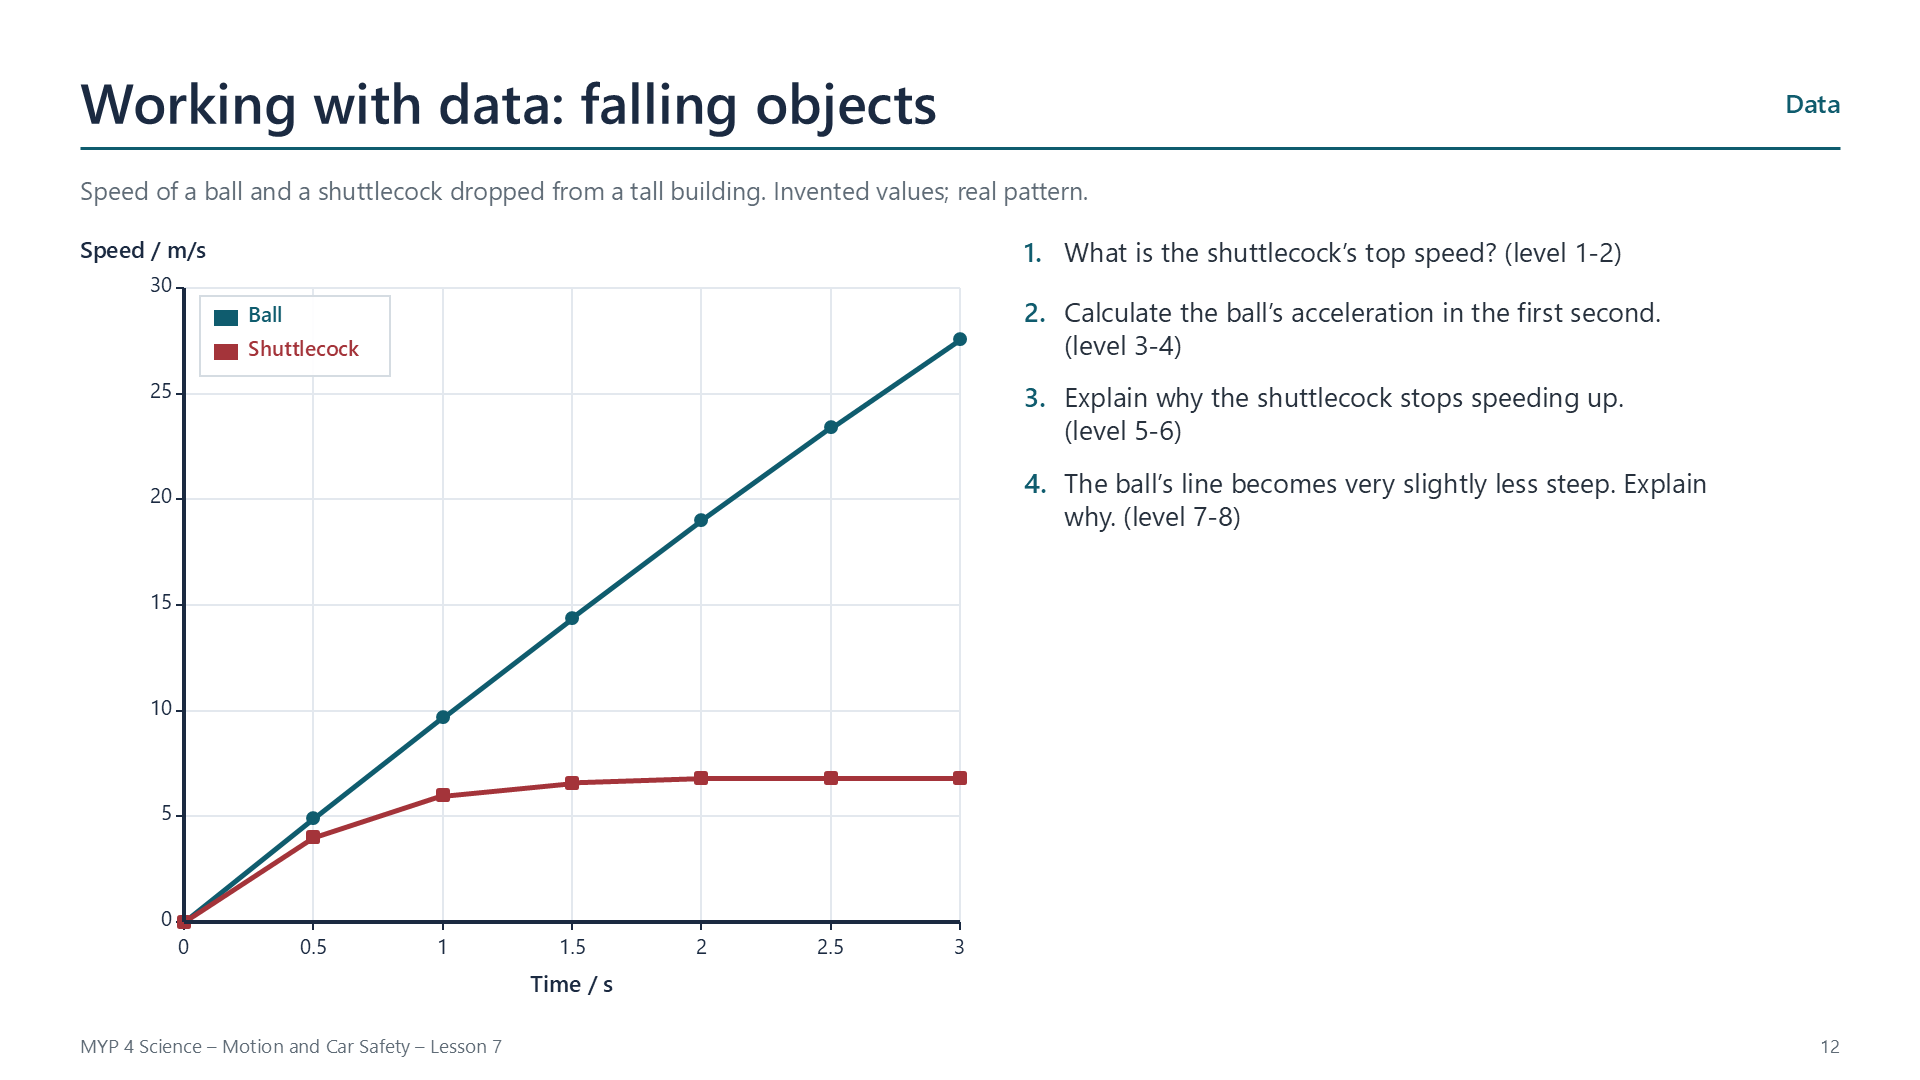 Working with data: falling objects
Data
Speed of a ball and a shuttlecock dropped from a tall building. Invented values; real pattern.
Speed / m/s
30
25
20
15
10
5
0
Ball
Shuttlecock
0 0.5 1 1.5 2 2.5 3
Time / s
1. What is the shuttlecock’s top speed? (level 1-2)
2. Calculate the ball’s acceleration in the first second.
(level 3-4)
3. Explain why the shuttlecock stops speeding up.
(level 5-6)
4. The ball’s line becomes very slightly less steep. Explain
why. (level 7-8)
MYP 4 Science – Motion and Car Safety – Lesson 7
12